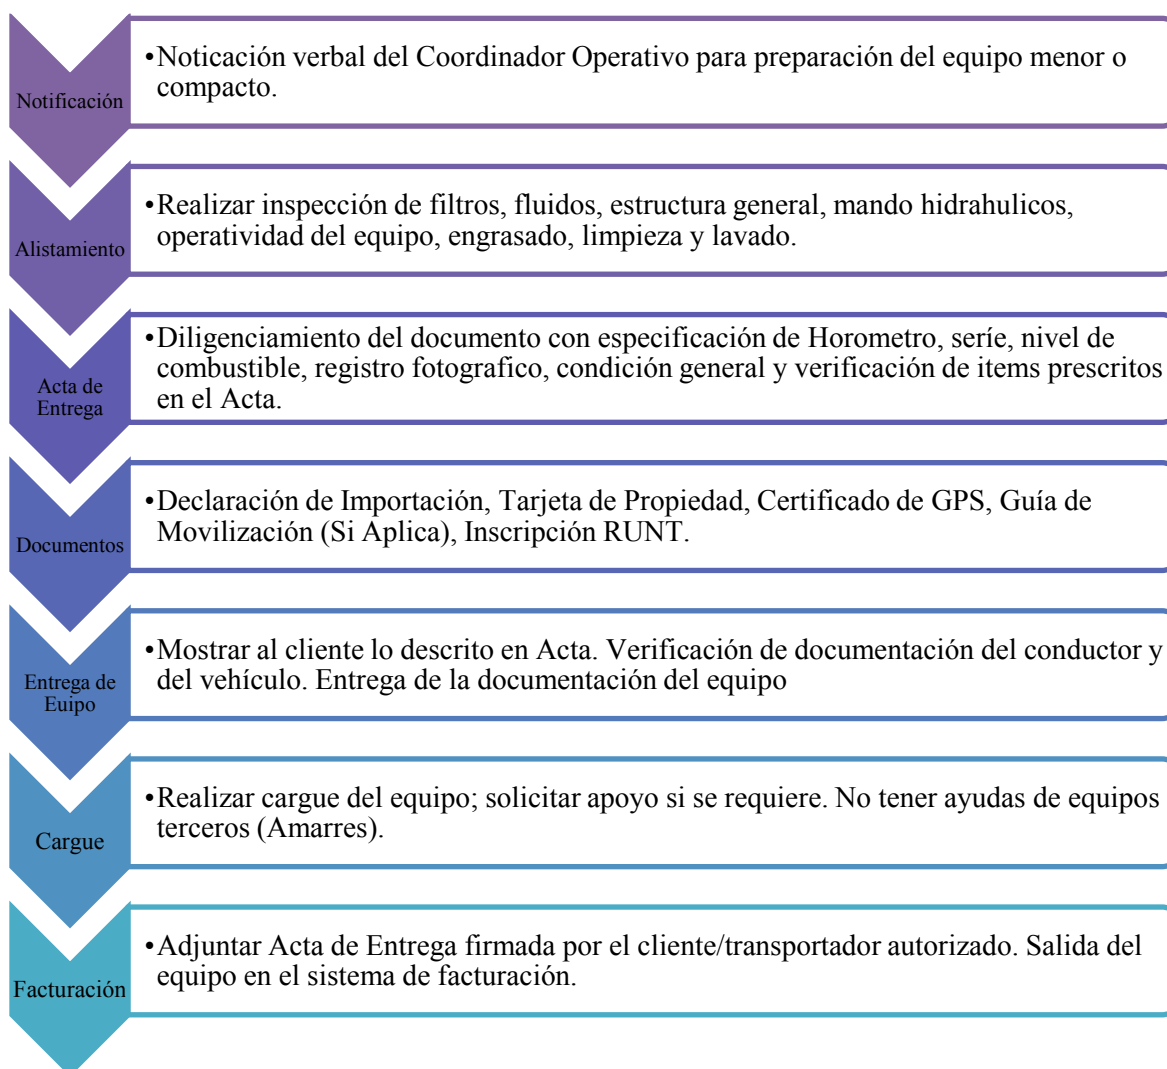 Notificación
•Noticación verbal del Coordinador Operativo para preparación del equipo menor o
compacto.
Alistamiento
•Realizar inspección de filtros, fluidos, estructura general, mando hidrahulicos,
operatividad del equipo, engrasado, limpieza y lavado.
Acta de
Entrega
•Diligenciamiento del documento con especificación de Horometro, seríe, nivel de
combustible, registro fotografico, condición general y verificación de items prescritos
en el Acta.
Documentos
•Declaración de Importación, Tarjeta de Propiedad, Certificado de GPS, Guía de
Movilización (Si Aplica), Inscripción RUNT.
Entrega de
Euipo
•Mostrar al cliente lo descrito en Acta. Verificación de documentación del conductor y
del vehículo. Entrega de la documentación del equipo
Cargue
•Realizar cargue del equipo; solicitar apoyo si se requiere. No tener ayudas de equipos
terceros (Amarres).
Facturación
•Adjuntar Acta de Entrega firmada por el cliente/transportador autorizado. Salida del
equipo en el sistema de facturación.